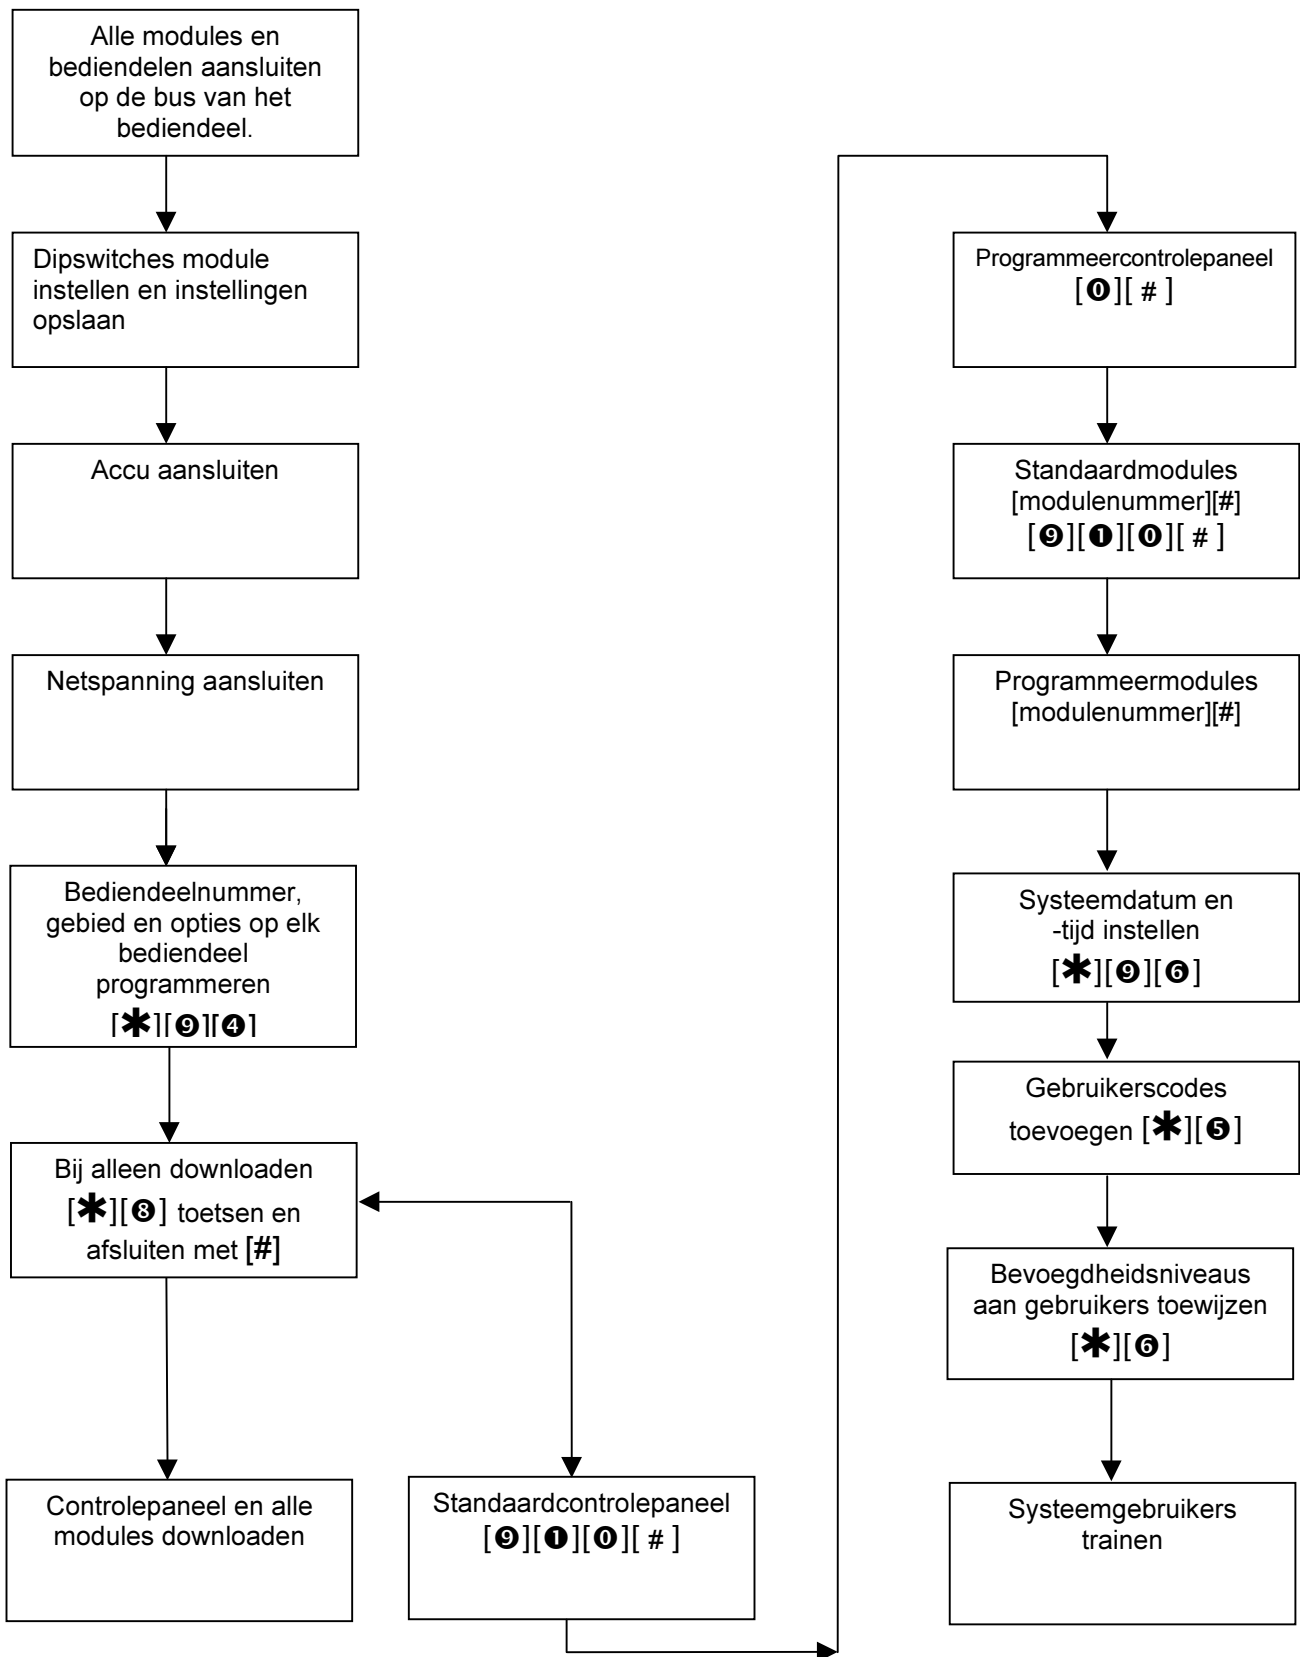 Alle modules en
bediendelen aansluiten
op de bus van het
bediendeel.
Dipswitches module
instellen en instellingen
opslaan
Accu aansluiten
Netspanning aansluiten
Bediendeelnummer,
gebied en opties op elk
bediendeel
programmeren
[✱][❾][❹]
Bij alleen downloaden
[✱][❽] toetsen en
afsluiten met [#]
Controlepaneel en alle
modules downloaden
Standaardcontrolepaneel
[❾][❶][⓿][ # ]
Programmeercontrolepaneel
[⓿][ # ]
Standaardmodules
[modulenummer][#]
[❾][❶][⓿][ # ]
Programmeermodules
[modulenummer][#]
Systeemdatum en
-tijd instellen
[✱][❾][❻]
Gebruikerscodes
toevoegen [✱][❺]
Bevoegdheidsniveaus
aan gebruikers toewijzen
[✱][❻]
Systeemgebruikers
trainen